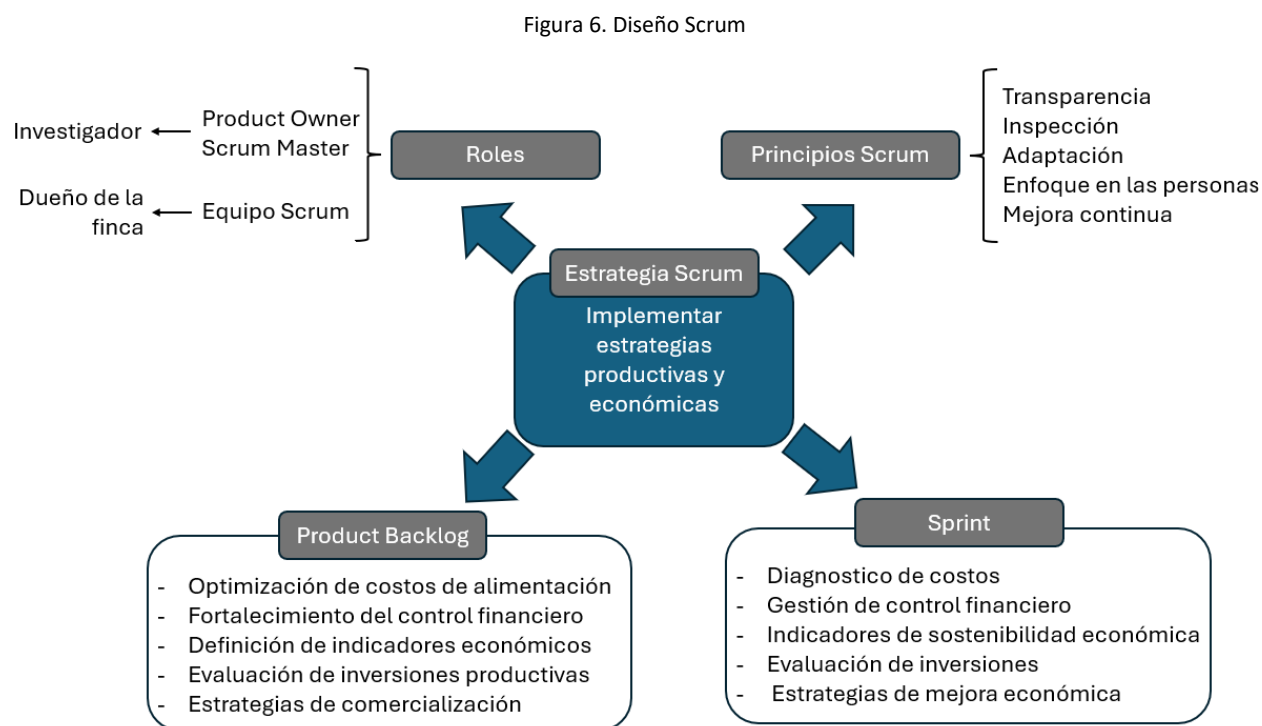 Figura 6. Diseño Scrum
Investigador
Product Owner
Scrum Master
Dueño de la
finca
Equipo Scrum
Roles
Principios Scrum
Transparencia
Inspección
Adaptación
Enfoque en las personas
Mejora continua
Estrategia Scrum
Implementar
estrategias
productivas y
económicas
Product Backlog
- Optimización de costos de alimentación
- Fortalecimiento del control financiero
- Definición de indicadores económicos
- Evaluación de inversiones productivas
- Estrategias de comercialización
Sprint
- Diagnostico de costos
- Gestión de control financiero
- Indicadores de sostenibilidad económica
- Evaluación de inversiones
- Estrategias de mejora económica